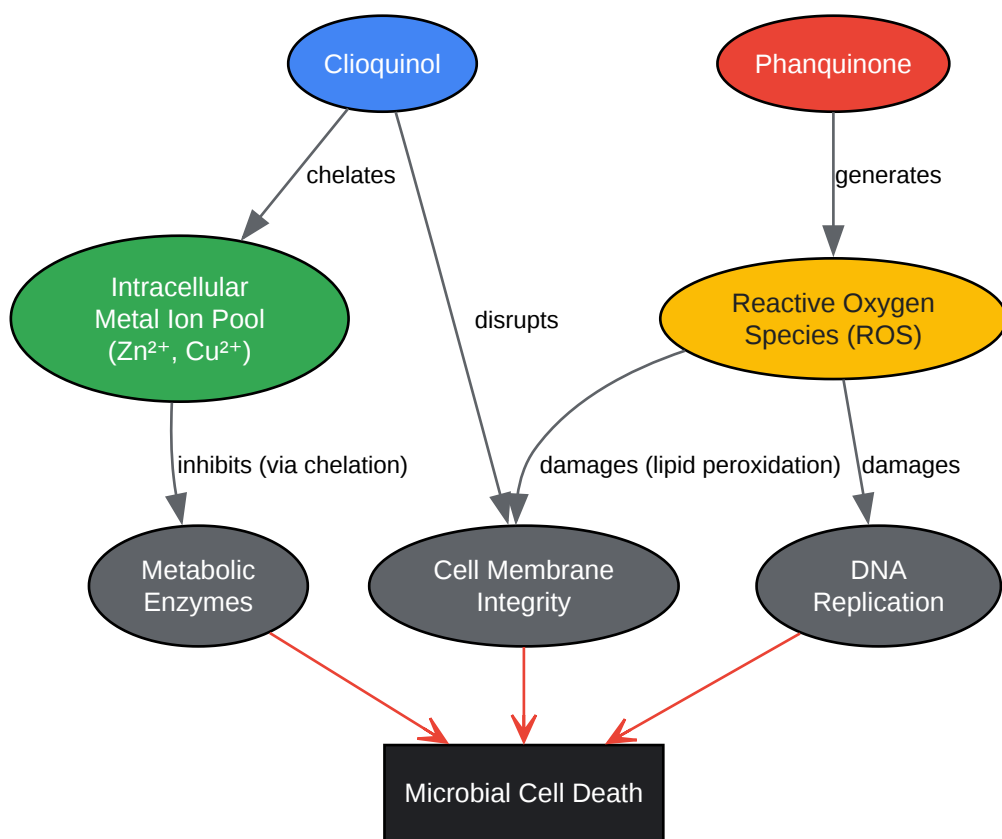 Clioquinol
Phanquinone
chelates
generates
Intracellular
Metal Ion Pool
(Zn²⁺, Cu²⁺)
disrupts
Reactive Oxygen
Species (ROS)
inhibits (via chelation)
damages (lipid peroxidation)
damages
Metabolic
Enzymes
Cell Membrane
Integrity
DNA
Replication
Microbial Cell Death